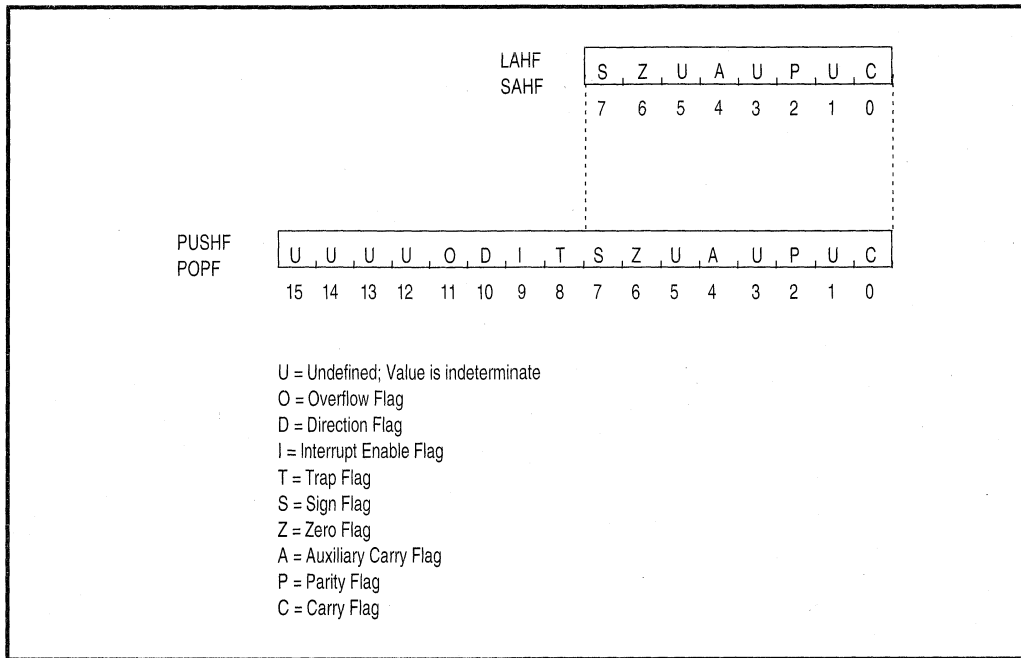 LAHF
SAHF
S Z U A U P U C
7 6 5 4 3 2 1 0
PUSHF
POPF
U U U U O D I T S Z U A U P U C
15 14 13 12 11 10 9 8 7 6 5 4 3 2 1 0
U = Undefined; Value is indeterminate
O = Overflow Flag
D = Direction Flag
I = Interrupt Enable Flag
T = Trap Flag
S = Sign Flag
Z = Zero Flag
A = Auxiliary Carry Flag
P = Parity Flag
C = Carry Flag